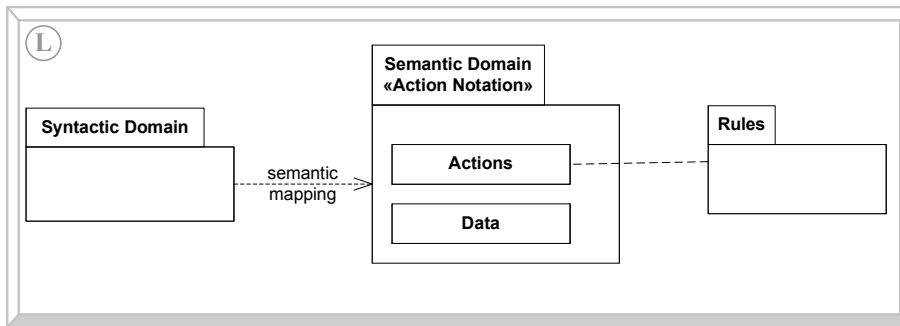 L
Semantic Domain
«Action Notation»
Syntactic Domain
Rules
semantic
mapping
Actions
Data